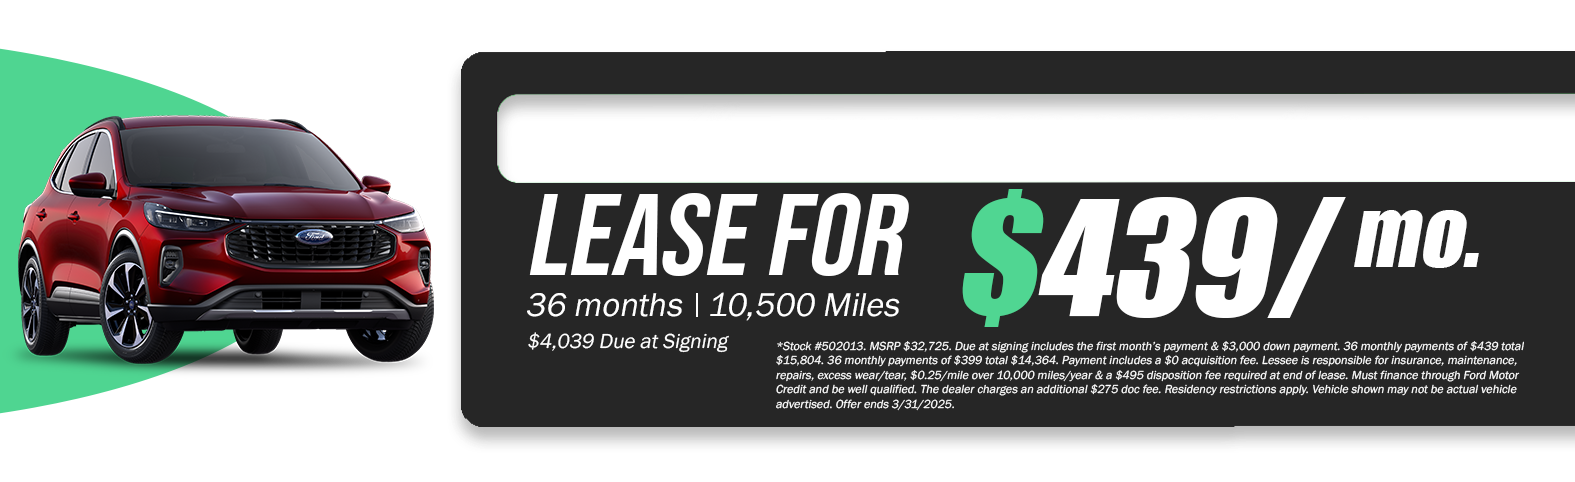 LEASE FOR $439/mo.
36 months | 10,500 Miles
$4,039 Due at Signing
*Stock #502013. MSRP $32,725. Due at signing includes the first month's payment & $3,000 down payment. 36 monthly payments of $439 total
$15,804. 36 monthly payments of $399 total $14,364. Payment includes a $0 acquisition fee. Lessee is responsible for insurance, maintenance,
repairs, excess wear/tear, $0.25/mile over 10,000 miles/year & a $495 disposition fee required at end of lease. Must finance through Ford Motor
Credit and be well qualified. The dealer charges an additional $275 doc fee. Residency restrictions apply. Vehicle shown may not be actual vehicle
advertised. Offer ends 3/31/2025.
Ford